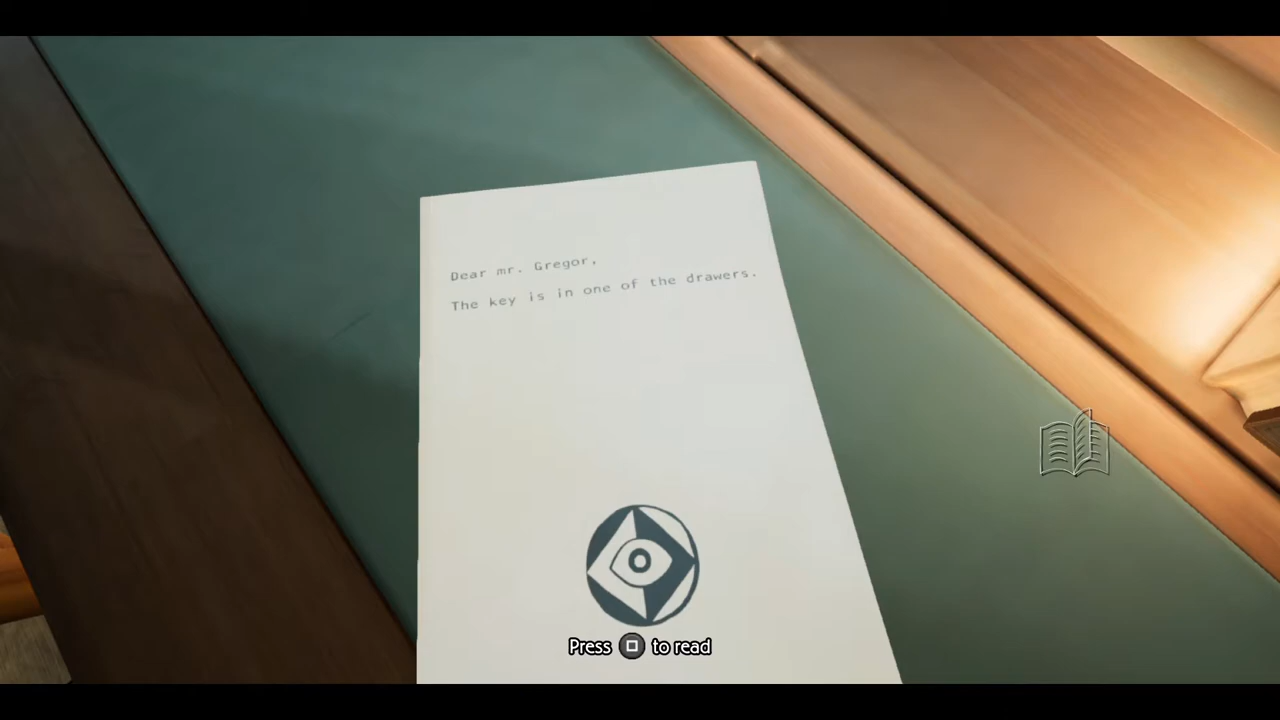 Dear mr. Gregor,
The key is in one of the drawers.
Press to read